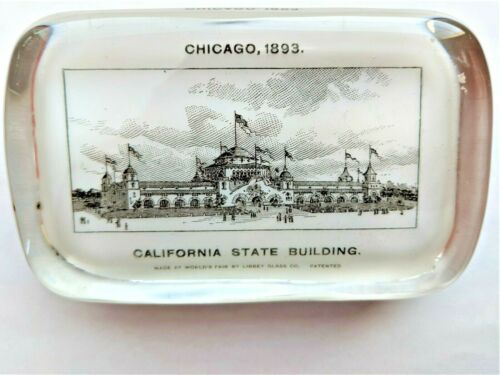 CHICAGO, 1893.
CALIFORNIA STATE BUILDING.
MADE AT WORLD'S FAIR BY LIBBEY GLASS CO. PATENTED